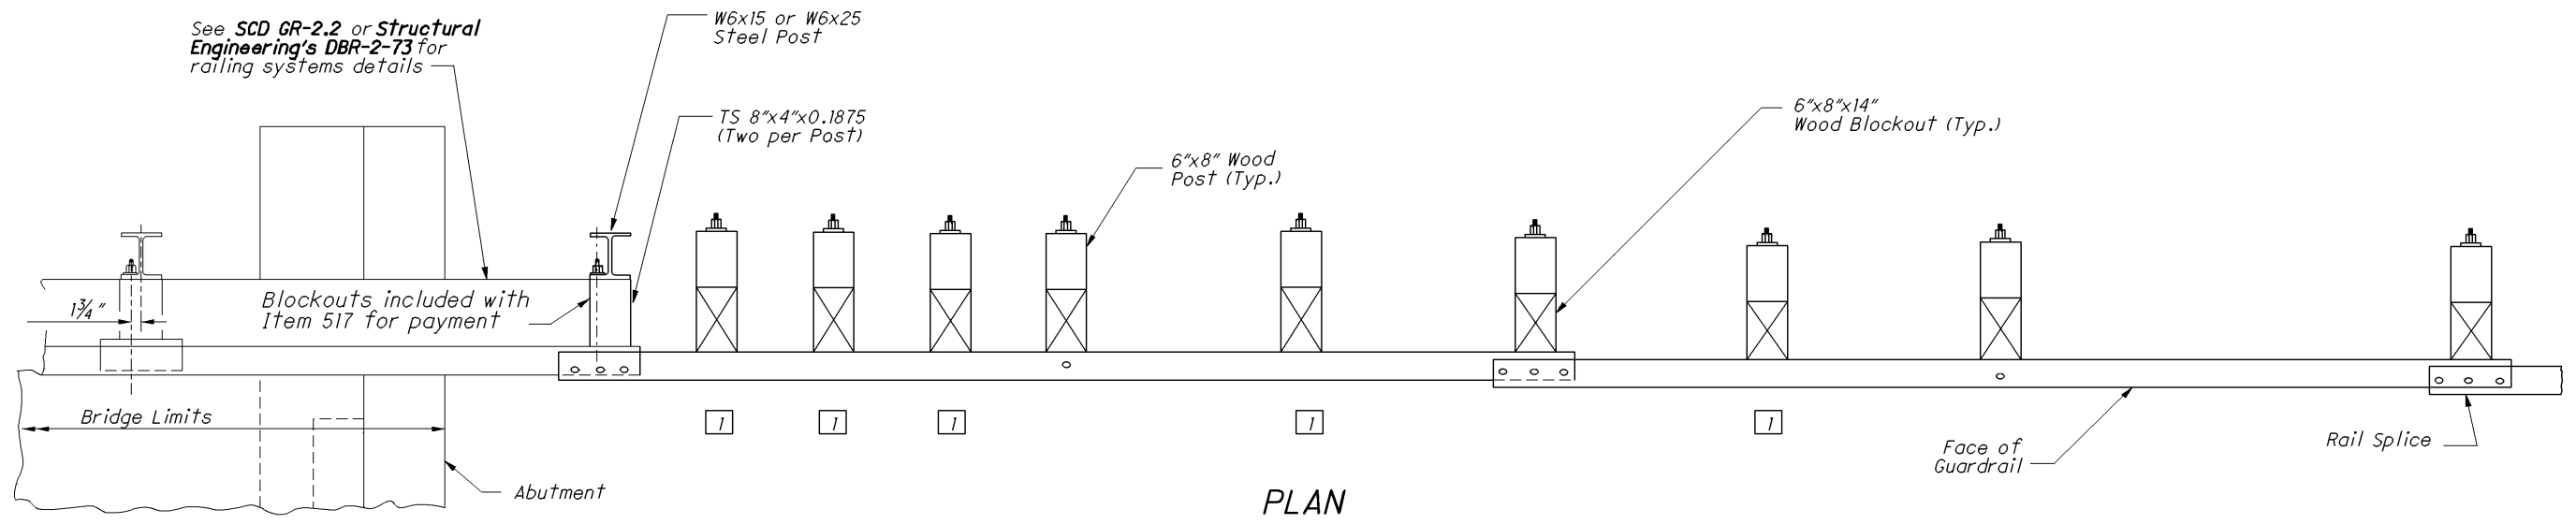 See SCD GR-2.2 or Structural
Engineering's DBR-2-73 for
railing systems details
W6x15 or W6x25
Steel Post
TS 8"x4"x0.1875
(Two per Post)
6"x8" Wood
Post (Typ.)
6"x8"x14"
Wood Blockout (Typ.)
1¾"
Blockouts included with
Item 517 for payment
Bridge Limits
1
1
1
1
1
Face of
Guardrail
Rail Splice
Abutment
PLAN